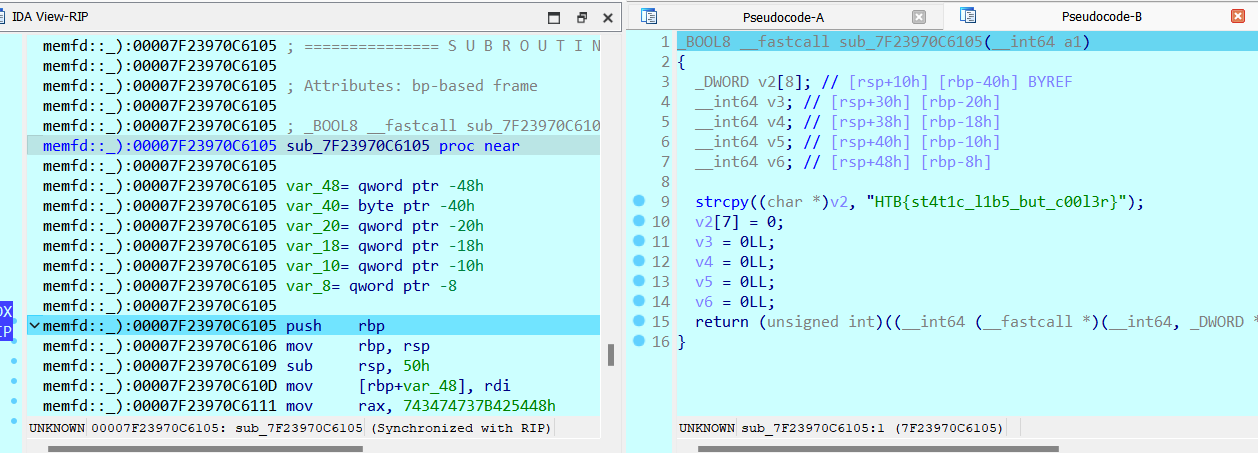 IDA View-RIP
memfd::_):00007F23970C6105 ; =============== S U B R O U T I N
memfd::_):00007F23970C6105
memfd::_):00007F23970C6105 ; Attributes: bp-based frame
memfd::_):00007F23970C6105
memfd::_):00007F23970C6105 ; _BOOL8 __fastcall sub_7F23970C610
memfd::_):00007F23970C6105 sub_7F23970C6105 proc near
memfd::_):00007F23970C6105
memfd::_):00007F23970C6105 var_48= qword ptr -48h
memfd::_):00007F23970C6105 var_40= byte ptr -40h
memfd::_):00007F23970C6105 var_20= qword ptr -20h
memfd::_):00007F23970C6105 var_18= qword ptr -18h
memfd::_):00007F23970C6105 var_10= qword ptr -10h
memfd::_):00007F23970C6105 var_8= qword ptr -8
memfd::_):00007F23970C6105
memfd::_):00007F23970C6105 push rbp
memfd::_):00007F23970C6106 mov rbp, rsp
memfd::_):00007F23970C6109 sub rsp, 50h
memfd::_):00007F23970C610D mov [rbp+var_48], rdi
memfd::_):00007F23970C6111 mov rax, 743474737B425448h
UNKNOWN 00007F23970C6105: sub_7F23970C6105 (Synchronized with RIP)
Pseudocode-A
Pseudocode-B
1 _BOOL8 __fastcall sub_7F23970C6105(__int64 a1)
2 {
3 _DWORD v2[8]; // [rsp+10h] [rbp-40h] BYREF
4 __int64 v3; // [rsp+30h] [rbp-20h]
5 __int64 v4; // [rsp+38h] [rbp-18h]
6 __int64 v5; // [rsp+40h] [rbp-10h]
7 __int64 v6; // [rsp+48h] [rbp-8h]
8
9 strcpy((char *)v2, "HTB{st4t1c_l1b5_but_c00l3r}");
10 v2[7] = 0;
11 v3 = 0LL;
12 v4 = 0LL;
13 v5 = 0LL;
14 v6 = 0LL;
15 return (unsigned int)((__int64 (__fastcall *)(__int64, _DWORD *
16 }
UNKNOWN sub_7F23970C6105:1 (7F23970C6105)